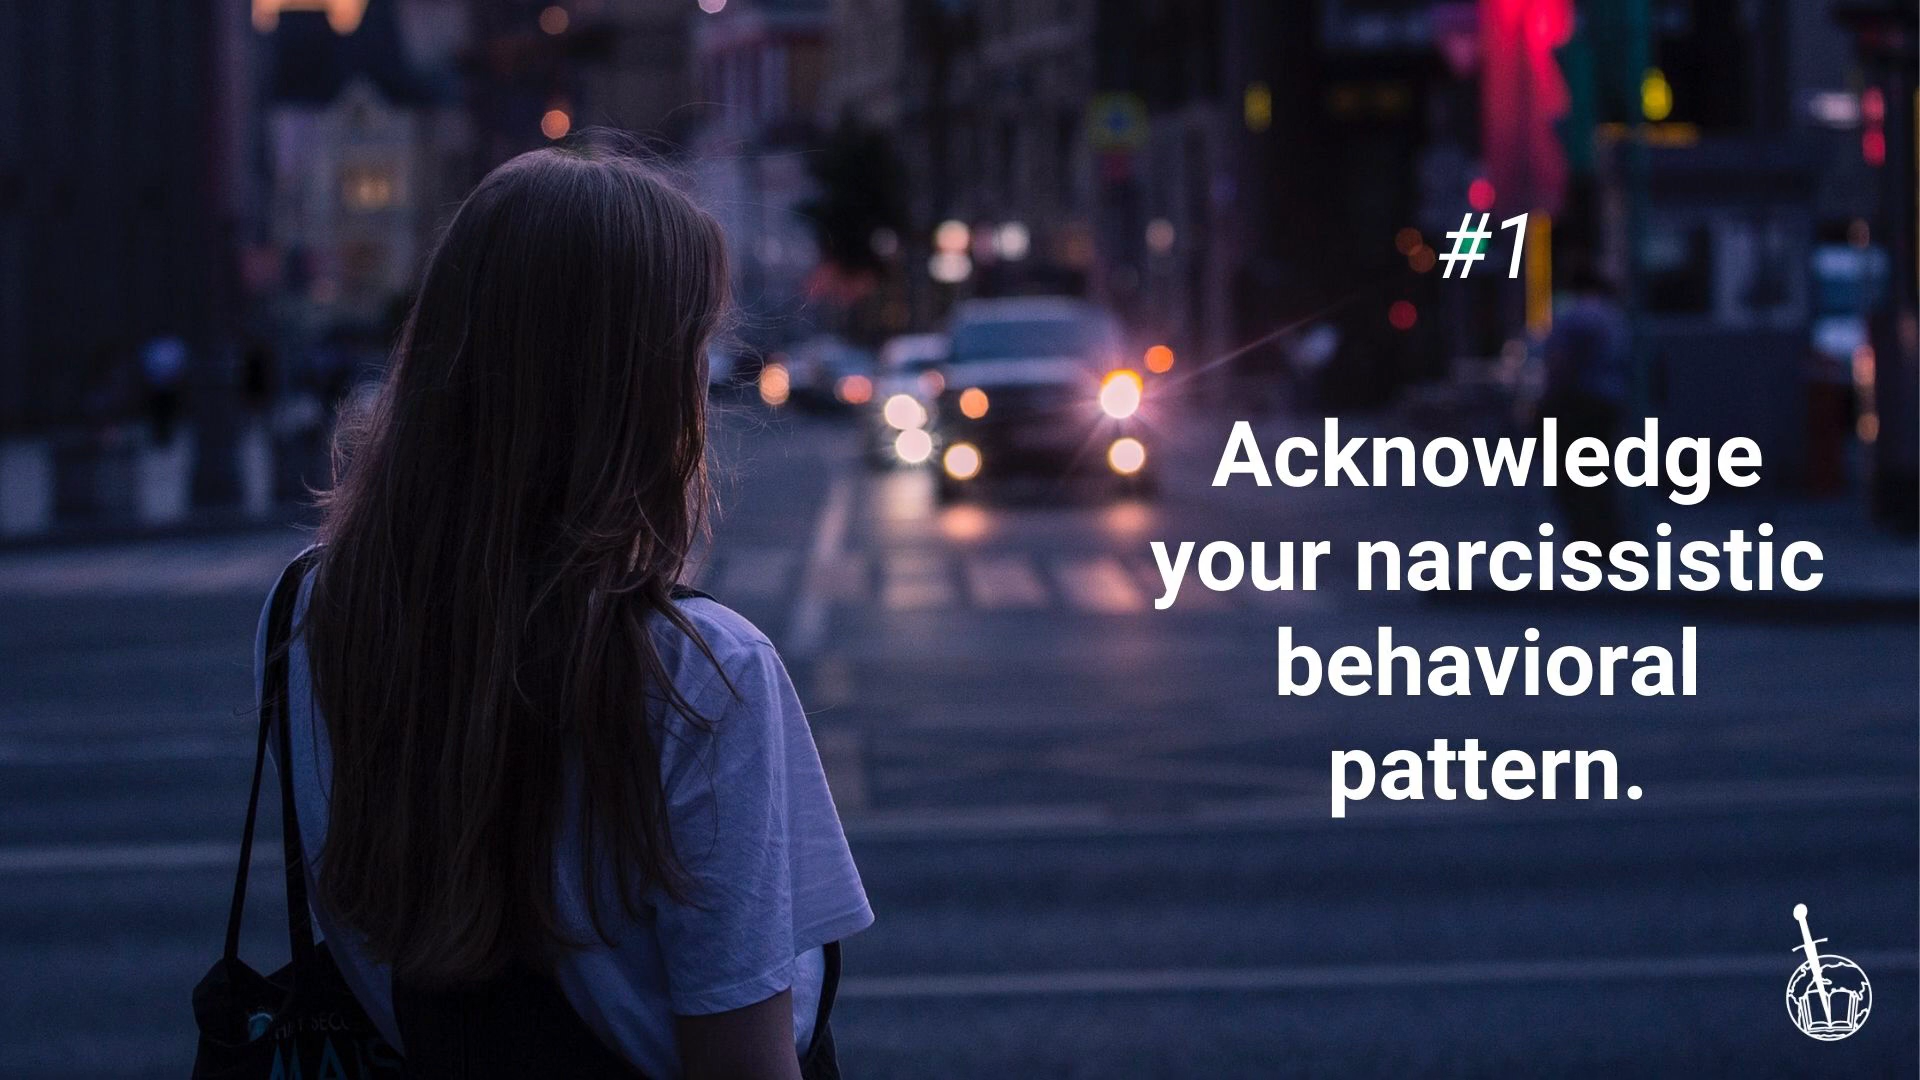 #1
Acknowledge
your narcissistic
behavioral
pattern.